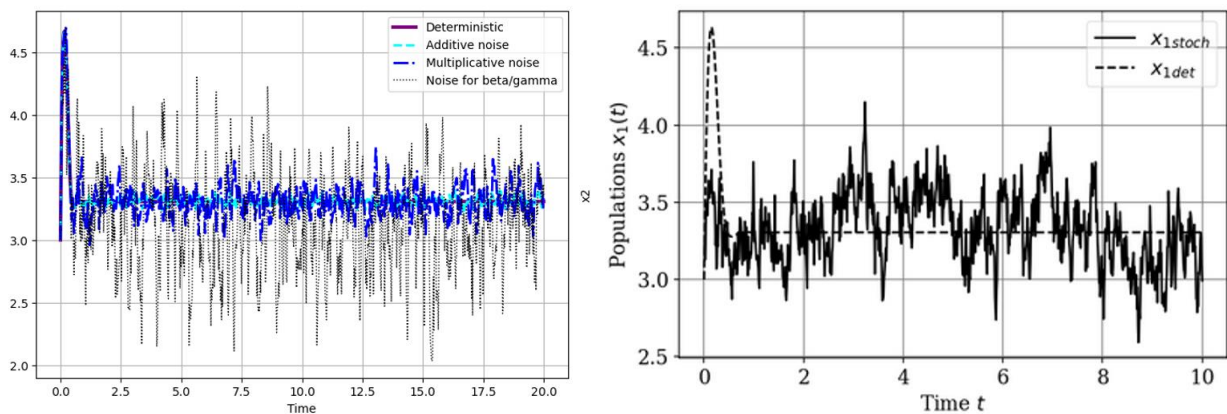 Deterministic
Additive noise
Multiplicative noise
Noise for beta/gamma
4.5
4.0
3.5
3.0
2.5
2.0
0.0 2.5 5.0 7.5 10.0 12.5 15.0 17.5 20.0
Time
x2
x1stoch
x1det
4.5
4.0
3.5
3.0
2.5
Populations x1(t)
0 2 4 6 8 10
Time t